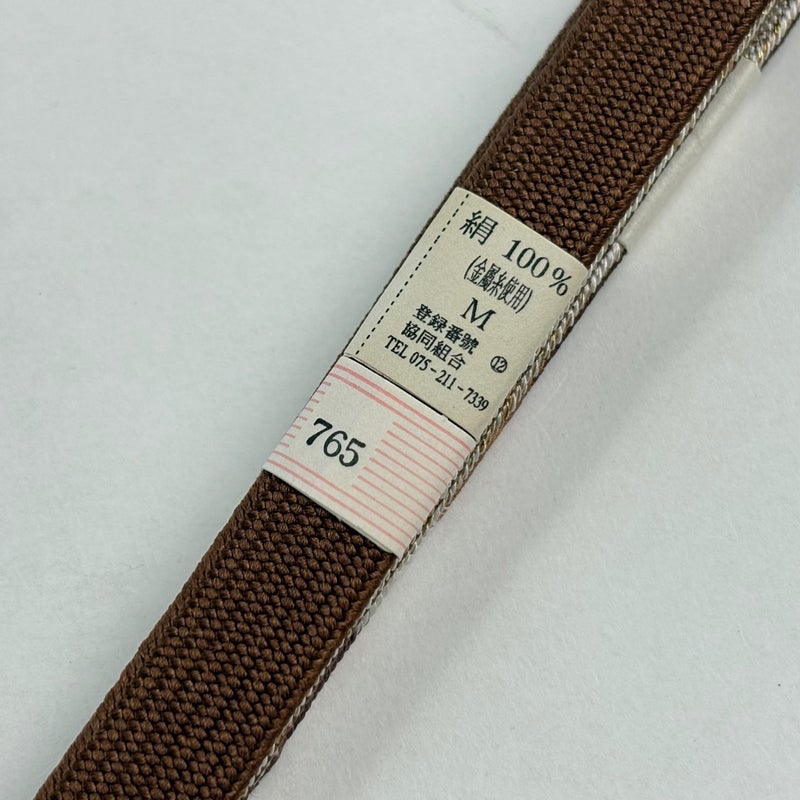 絹 100%
(金属糸使用)
M
登録番號 ⑫
協同組合
TEL 075-211-7339
765